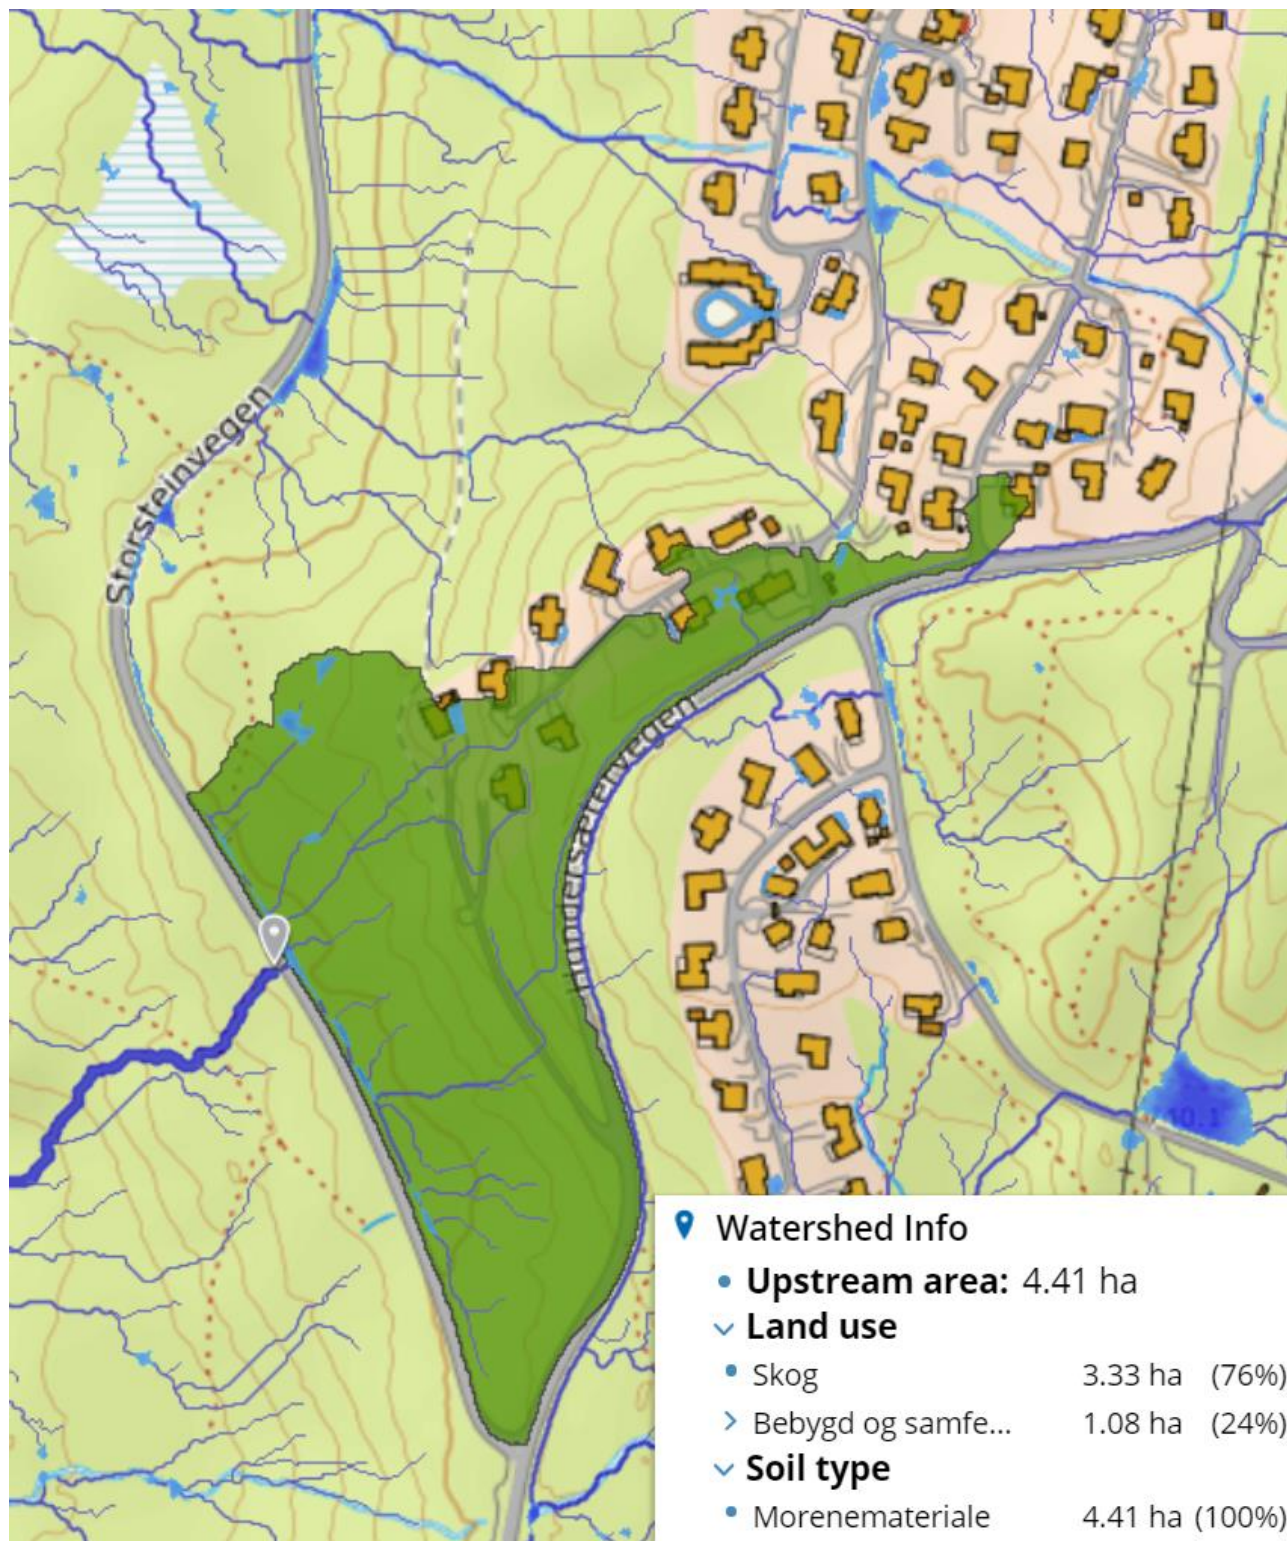 Storsteinvegen
Watershed Info
Upstream area: 4.41 ha
Land use
Skog 3.33 ha (76%)
Bebygd og samfe... 1.08 ha (24%)
Soil type
Morenemateriale 4.41 ha (100%)